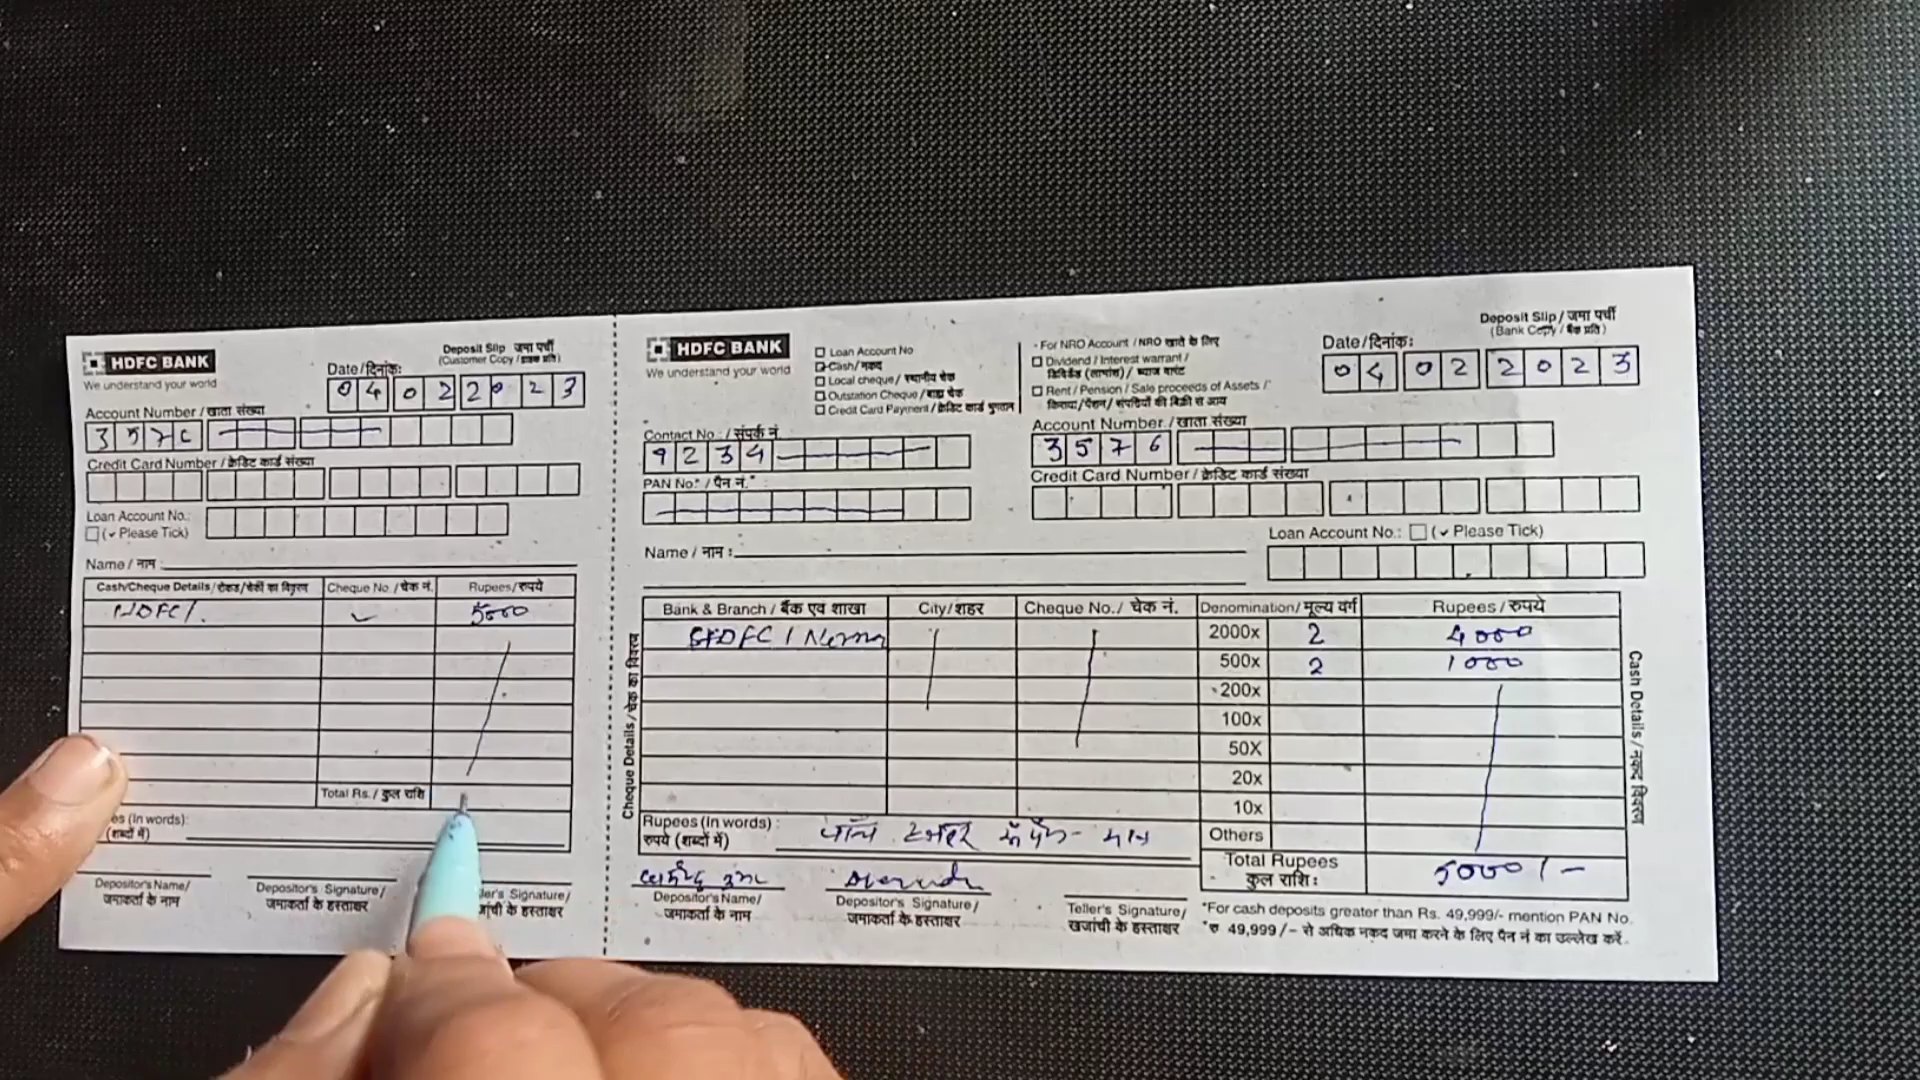 HDFC BANK
We understand your world
Deposit Slip जमा पर्ची
(Customer Copy / ग्राहक प्रति)
Date/दिनांक:
0 4 0 2 2 0 2 3
Account Number / खाता संख्या
3 5 7 6
Credit Card Number / क्रेडिट कार्ड संख्या
Loan Account No.:
(✓ Please Tick)
Name / नाम :
Cash/Cheque Details/रोकड/चेकों का विवरण Cheque No. / चेक नं. Rupees/रुपये
HDFC/. 5000
Total Rs. / कुल राशि
es (In words):
(शब्दों में)
Depositor's Name/
जमाकर्ता के नाम
Depositor's Signature/
जमाकर्ता के हस्ताक्षर
ler's Signature/
के हस्ताक्षर
HDFC BANK
We understand your world
Loan Account No
Cash/नकद
Local cheque / स्थानीय चेक
Outstation Cheque / बाह्य चेक
Credit Card Payment / क्रेडिट कार्ड भुगतान
- For NRO Account / NRO खाते के लिए
Dividend / Interest warrant /
डिविडेंड (लाभांश) / ब्याज वारंट
Rent / Pension / Sale proceeds of Assets /
किराया/पेंशन/ संपत्तियों की बिक्री से आय
Deposit Slip / जमा पर्ची
(Bank Copy / बैंक प्रति)
Date/दिनांक:
0 4 0 2 2 0 2 3
Contact No.: / संपर्क नं.
9 2 3 4
Account Number / खाता संख्या
3 5 7 6
PAN No.* / पैन नं.*
Credit Card Number / क्रेडिट कार्ड संख्या
Loan Account No.: (✓ Please Tick)
Name / नाम :
Cheque Details / चेक का विवरण
Bank & Branch / बैंक एवं शाखा City/शहर Cheque No./ चेक नं. Denomination/मूल्य वर्ग Rupees / रुपये
HDFC / 2000x 2 4000
500x 2 1000
200x
100x
50X
20x
10x
Others
Cash Details / नकद विवरण
Rupees (In words) :
रुपये (शब्दों में)
पाँच हजार रूपये मात्र
Total Rupees
कुल राशि : 5000/-
Depositor's Name/
जमाकर्ता के नाम
Depositor's Signature/
जमाकर्ता के हस्ताक्षर
Teller's Signature/
खजांची के हस्ताक्षर
*For cash deposits greater than Rs. 49,999/- mention PAN No.
*रु 49,999/- से अधिक नकद जमा करने के लिए पैन नं का उल्लेख करें.